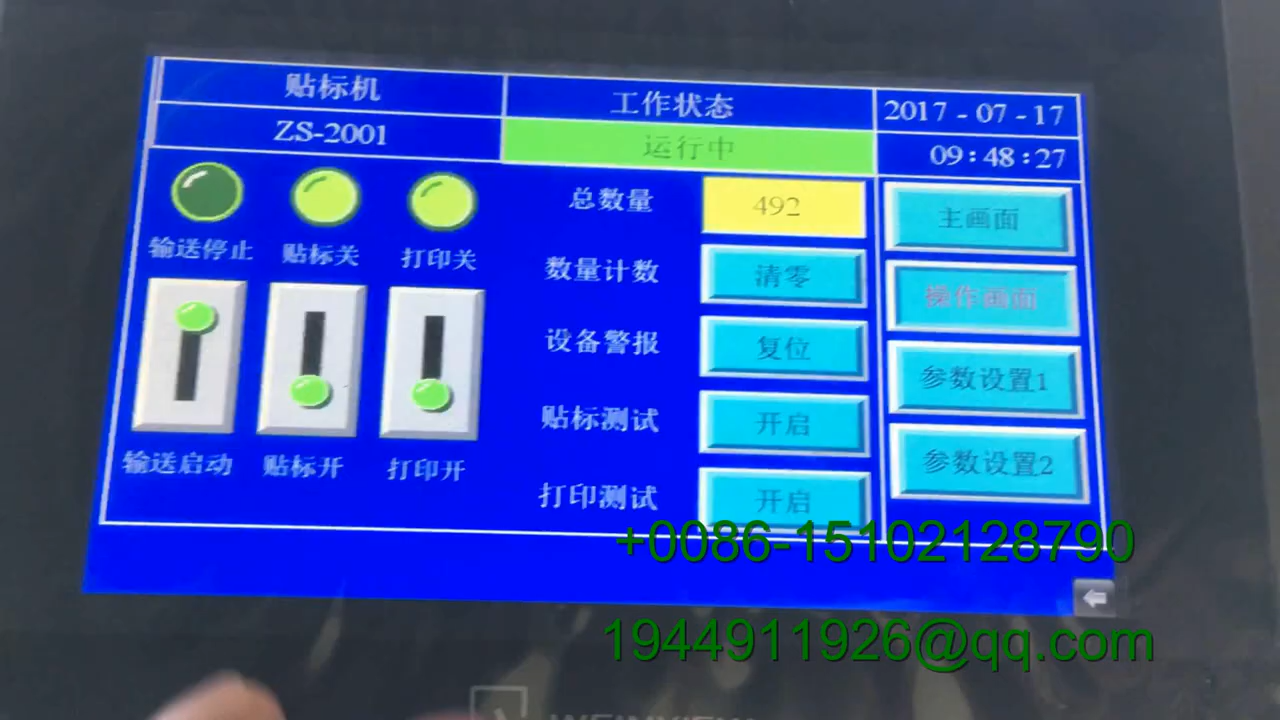 贴标机
工作状态
2017 - 07 - 17
ZS-2001
运行中
09:48:27
输送停止
贴标关
打印关
总数量
492
主画面
数量计数
清零
操作画面
设备警报
复位
参数设置1
贴标测试
开启
参数设置2
输送启动
贴标开
打印开
打印测试
开启
+0086-15102128790
1944911926@qq.com